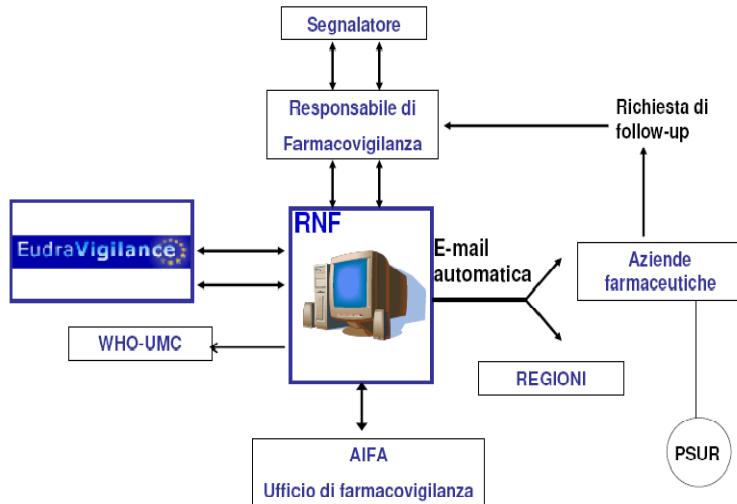 Segnalatore
Responsabile di
Farmacovigilanza
Richiesta di
follow-up
RNF
EudraVigilance
E-mail
automatica
Aziende
farmaceutiche
WHO-UMC
REGIONI
PSUR
AIFA
Ufficio di farmacovigilanza